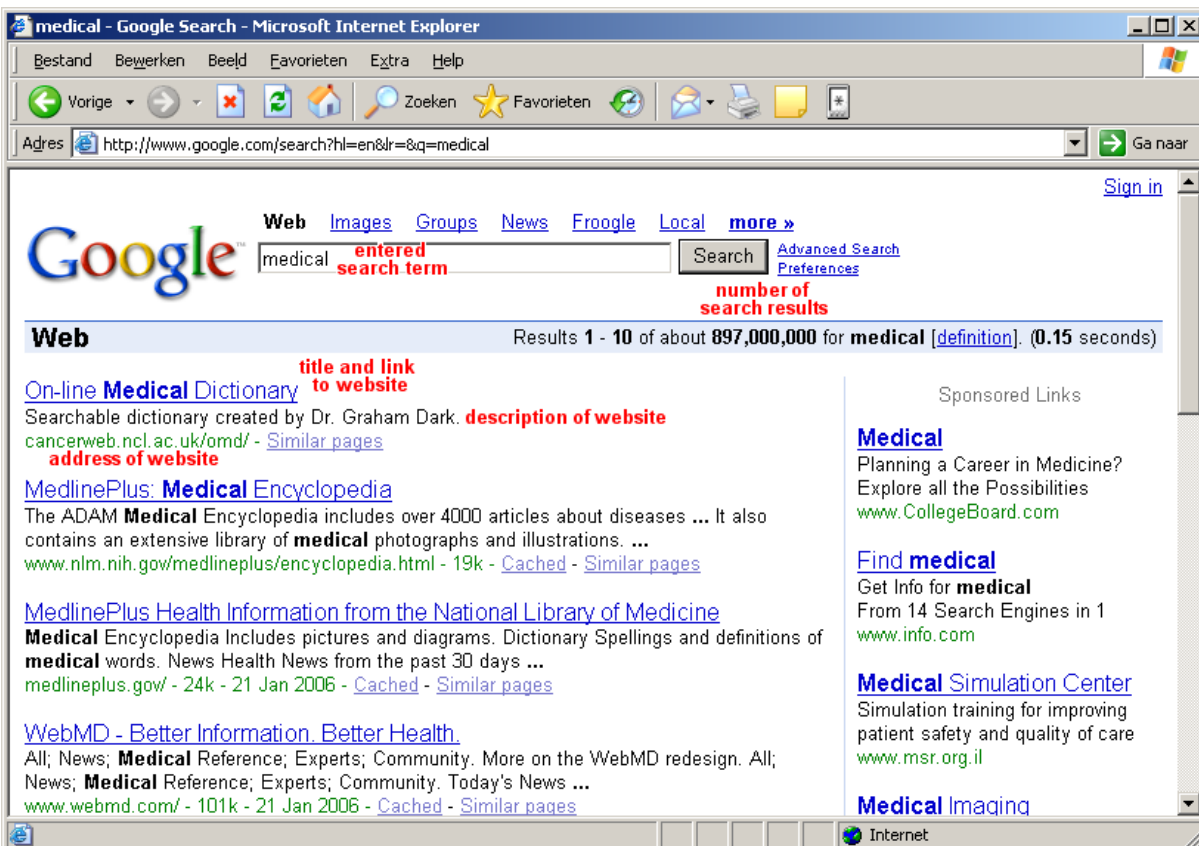 medical - Google Search - Microsoft Internet Explorer
Bestand Bewerken Beeld Favorieten Extra Help
Vorige Zoeken Favorieten
Adres http://www.google.com/search?hl=en&lr=&q=medical Ga naar
Sign in
Web Images Groups News Froogle Local more »
Google™
medical
entered
search term
Search
Advanced Search
Preferences
number of
search results
Web Results 1 - 10 of about 897,000,000 for medical [definition]. (0.15 seconds)
title and link
to website
On-line Medical Dictionary
Searchable dictionary created by Dr. Graham Dark. description of website
cancerweb.ncl.ac.uk/omd/ - Similar pages
address of website
MedlinePlus: Medical Encyclopedia
The ADAM Medical Encyclopedia includes over 4000 articles about diseases ... It also
contains an extensive library of medical photographs and illustrations. ...
www.nlm.nih.gov/medlineplus/encyclopedia.html - 19k - Cached - Similar pages
MedlinePlus Health Information from the National Library of Medicine
Medical Encyclopedia Includes pictures and diagrams. Dictionary Spellings and definitions of
medical words. News Health News from the past 30 days ...
medlineplus.gov/ - 24k - 21 Jan 2006 - Cached - Similar pages
WebMD - Better Information. Better Health.
All; News; Medical Reference; Experts; Community. More on the WebMD redesign. All;
News; Medical Reference; Experts; Community. Today's News ...
www.webmd.com/ - 101k - 21 Jan 2006 - Cached - Similar pages
Sponsored Links
Medical
Planning a Career in Medicine?
Explore all the Possibilities
www.CollegeBoard.com
Find medical
Get Info for medical
From 14 Search Engines in 1
www.info.com
Medical Simulation Center
Simulation training for improving
patient safety and quality of care
www.msr.org.il
Medical Imaging
Internet